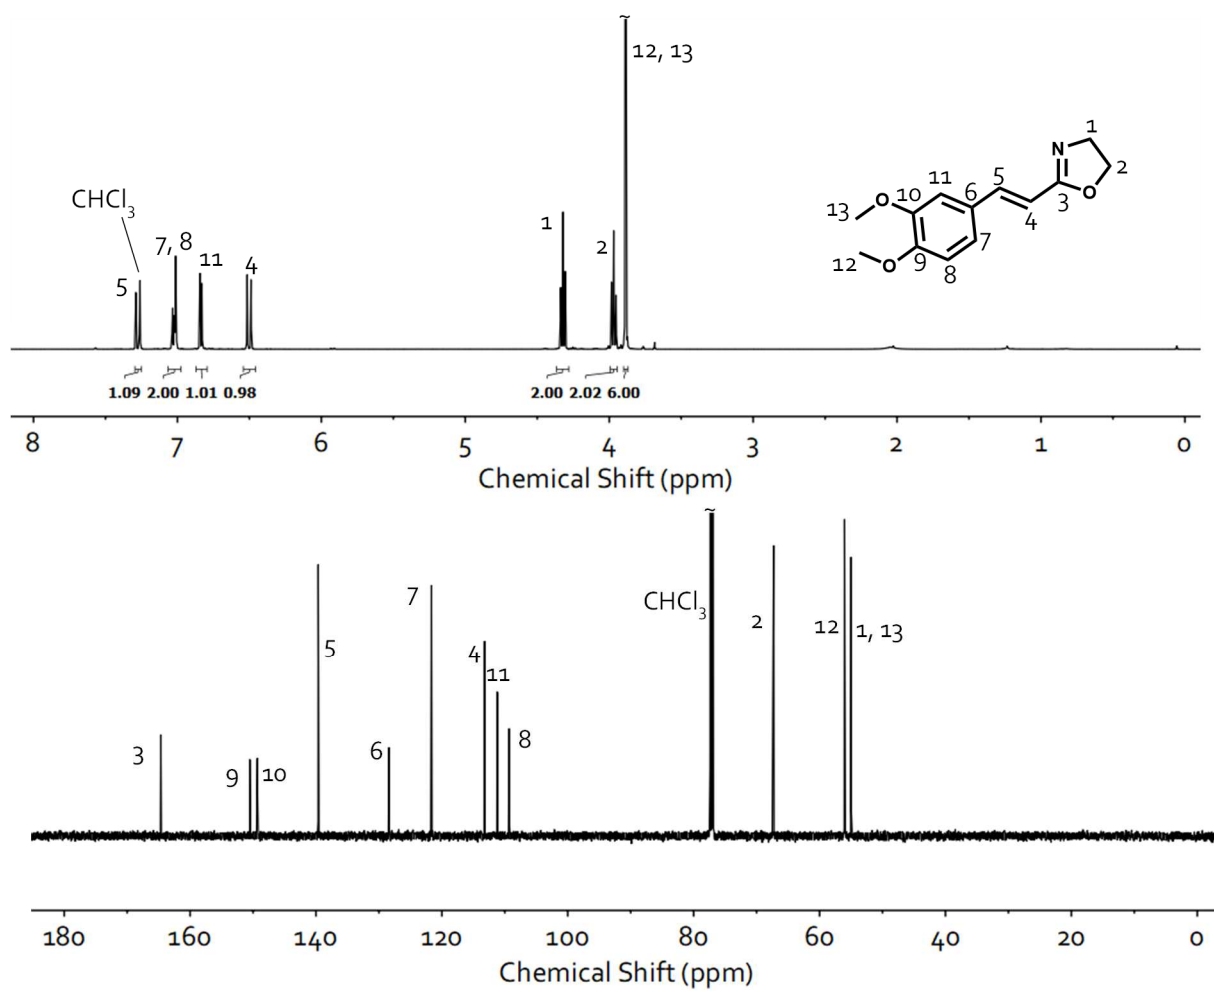 ~
12, 13
CHCl3
5
7, 8
11
4
1
2
1.09 2.00 1.01 0.98
2.00 2.02 6.00
N
1
2
O
3
4
5
6
11
10
O
13
7
12
O
9
8
8 7 6 5 4 3 2 1 0
Chemical Shift (ppm)
~
3
9
10
5
6
7
4
11
8
CHCl3
2
12
1, 13
180 160 140 120 100 80 60 40 20 0
Chemical Shift (ppm)